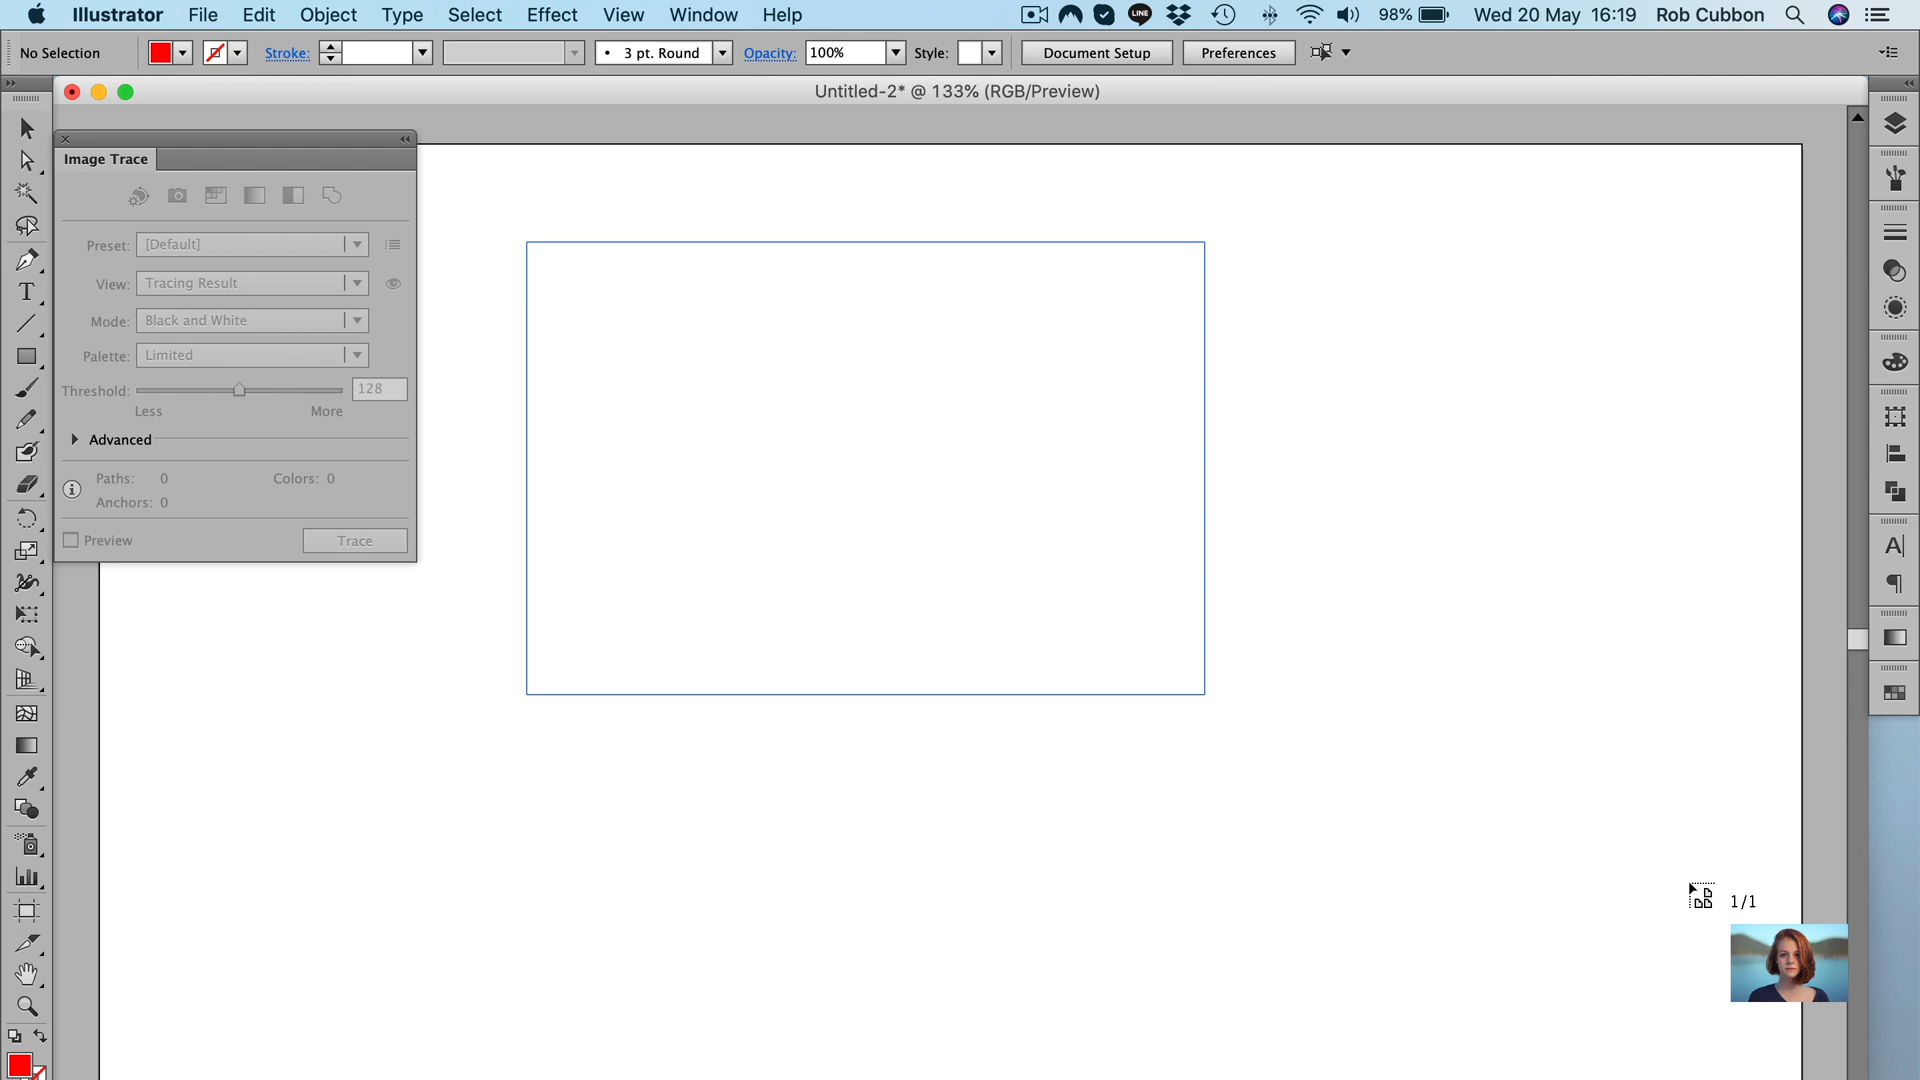 Illustrator File Edit Object Type Select Effect View Window Help LINE 98% Wed 20 May 16:19 Rob Cubbon
No Selection Stroke: • 3 pt. Round Opacity: 100% Style: Document Setup Preferences
Untitled-2* @ 133% (RGB/Preview)
Image Trace
Preset: [Default]
View: Tracing Result
Mode: Black and White
Palette: Limited
Threshold: 128
Less More
Advanced
Paths: 0 Colors: 0
Anchors: 0
Preview Trace
1/1